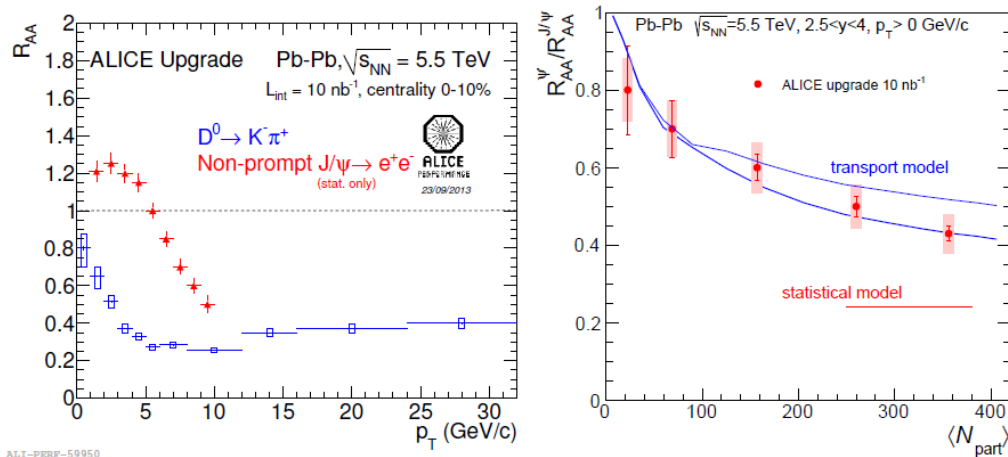 R_AA
ALICE Upgrade
Pb-Pb, √s_NN = 5.5 TeV
L_int = 10 nb⁻¹, centrality 0-10%
D⁰→ K⁻π⁺
Non-prompt J/ψ→ e⁺e⁻
(stat. only)
ALICE
PERFORMANCE
23/09/2013
2
1.8
1.6
1.4
1.2
1
0.8
0.6
0.4
0.2
0
0 5 10 15 20 25 30
p_T (GeV/c)
ALI-PERF-59950
R_AA^ψ'/R_AA^J/ψ
Pb-Pb √s_NN=5.5 TeV, 2.5<y<4, p_T> 0 GeV/c
ALICE upgrade 10 nb⁻¹
transport model
statistical model
1
0.8
0.6
0.4
0.2
0
0 100 200 300 400
⟨N_part⟩